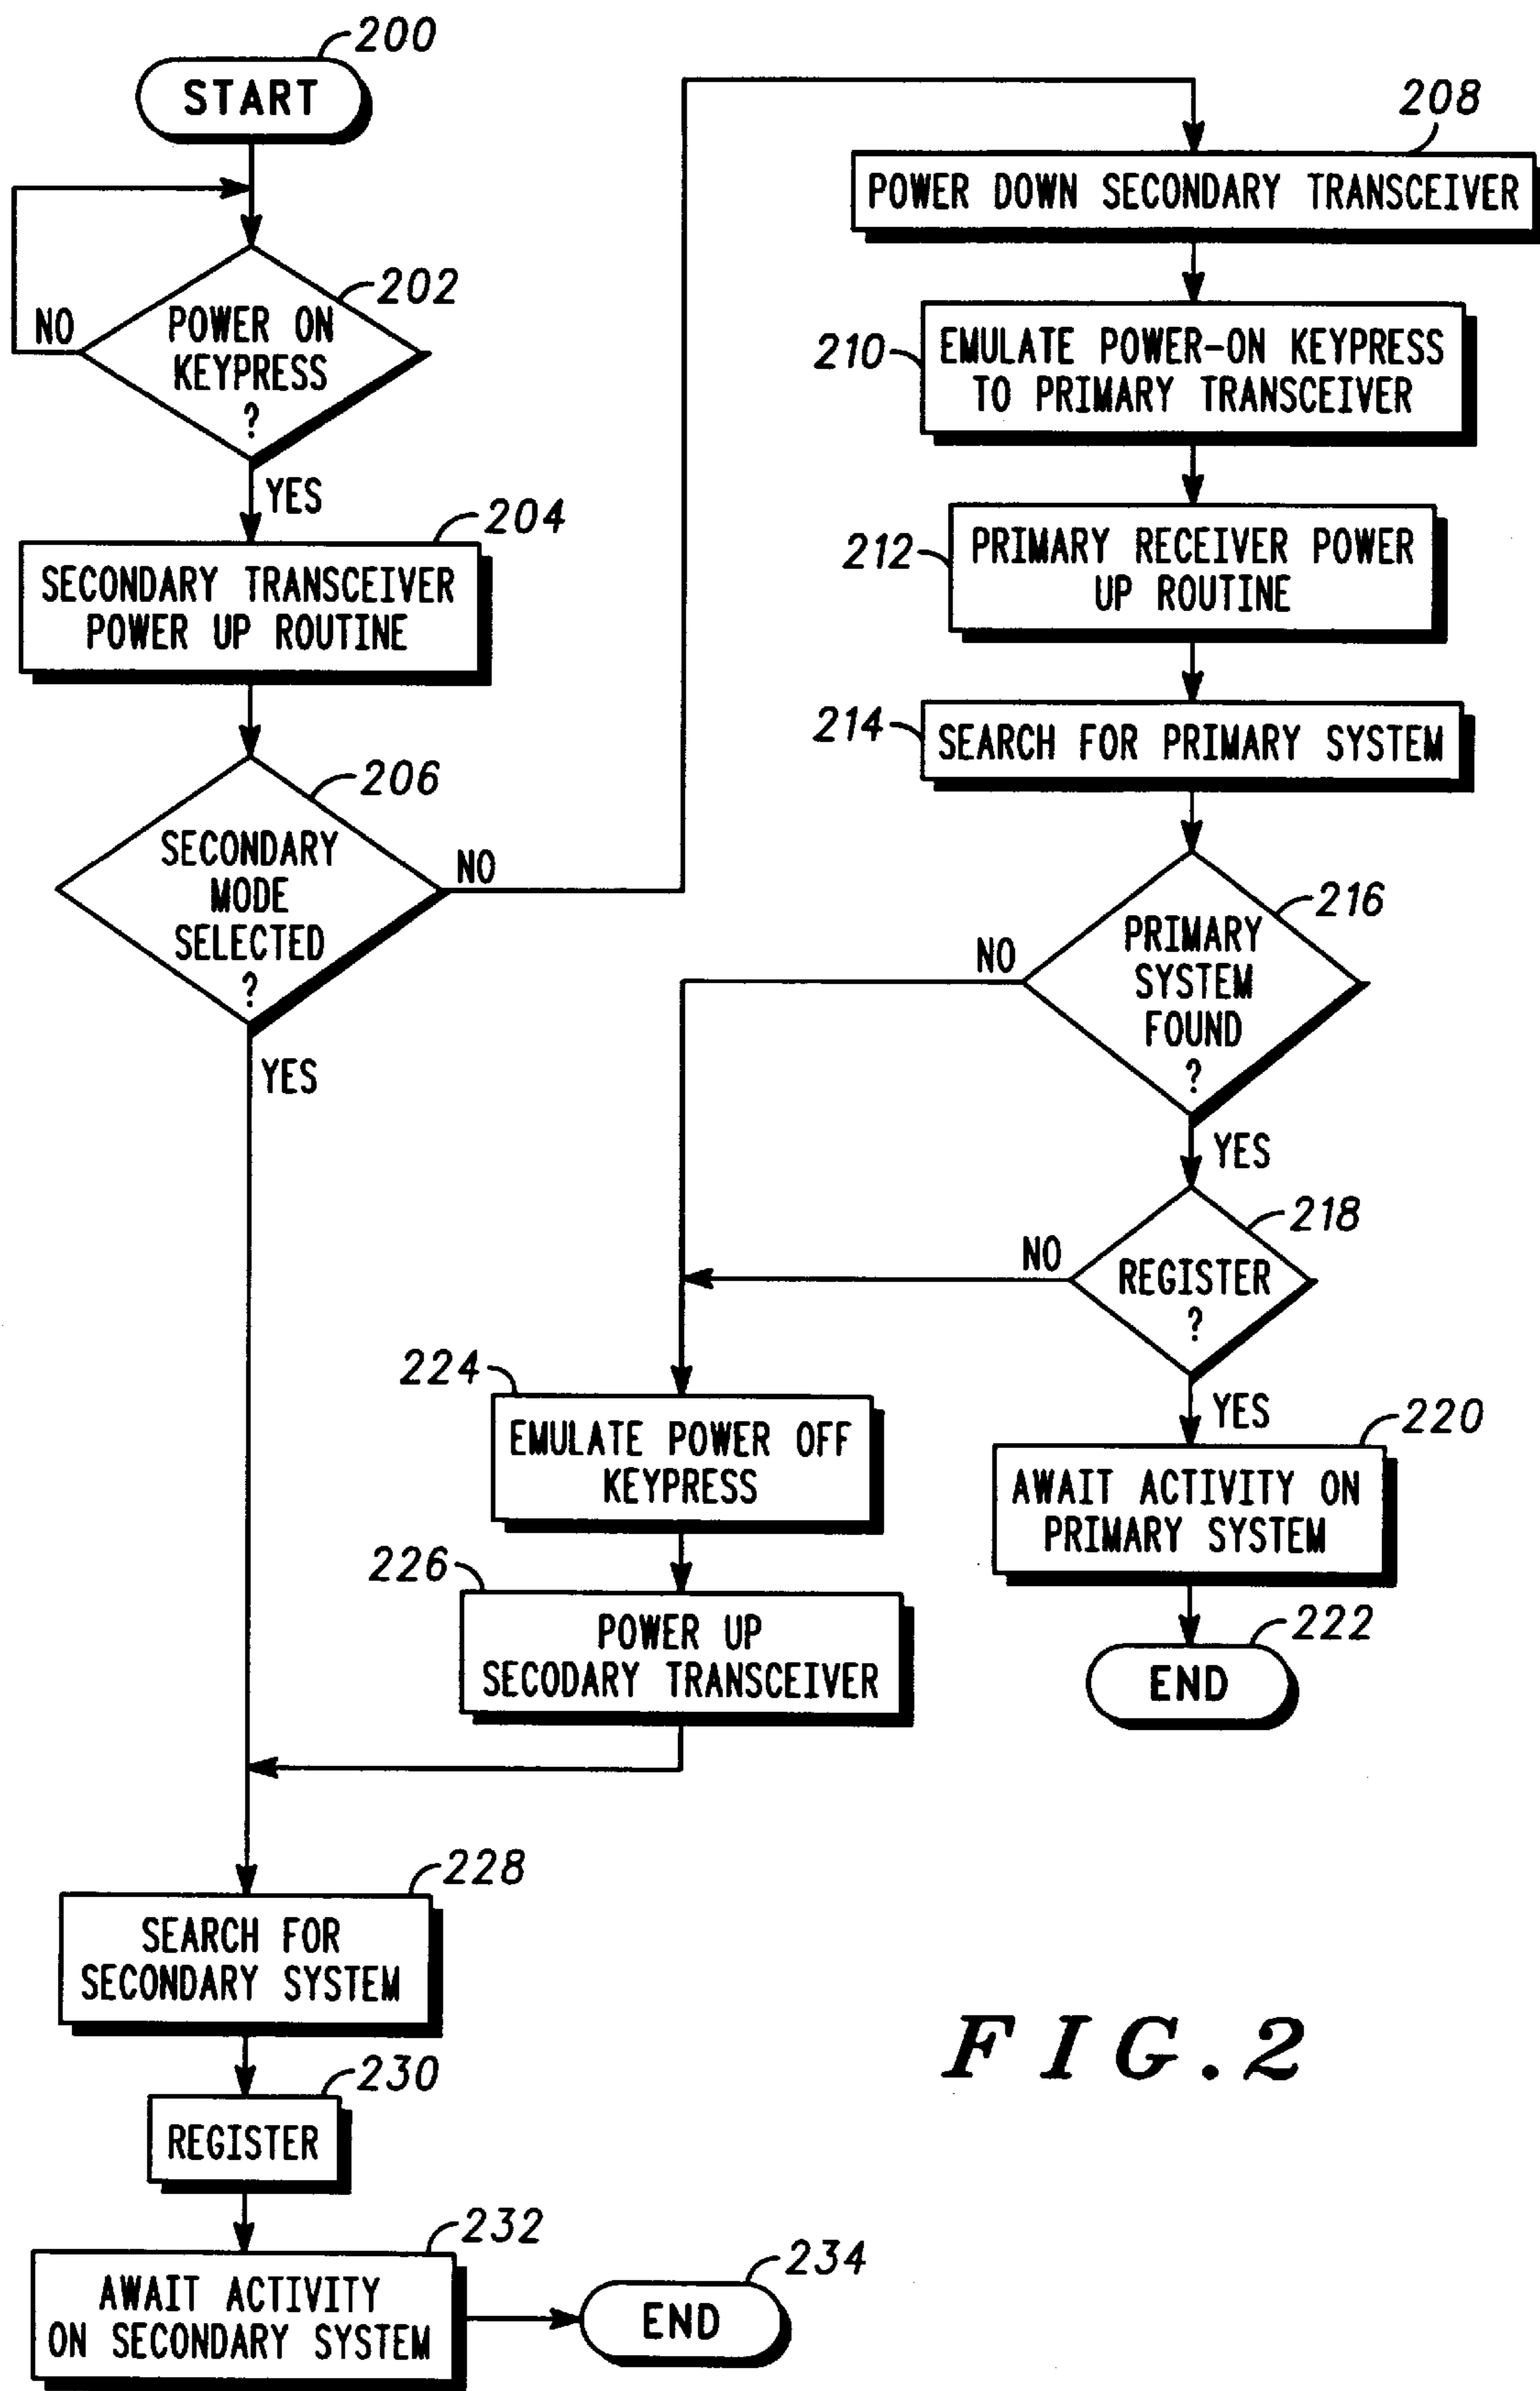 200
START
202
NO
POWER ON
KEYPRESS
?
YES
204
SECONDARY TRANSCEIVER
POWER UP ROUTINE
206
SECONDARY
MODE
SELECTED
?
NO
YES
208
POWER DOWN SECONDARY TRANSCEIVER
210
EMULATE POWER-ON KEYPRESS
TO PRIMARY TRANSCEIVER
212
PRIMARY RECEIVER POWER
UP ROUTINE
214
SEARCH FOR PRIMARY SYSTEM
216
NO
PRIMARY
SYSTEM
FOUND
?
YES
218
NO
REGISTER
?
YES
220
AWAIT ACTIVITY ON
PRIMARY SYSTEM
222
END
224
EMULATE POWER OFF
KEYPRESS
226
POWER UP
SECODARY TRANSCEIVER
228
SEARCH FOR
SECONDARY SYSTEM
230
REGISTER
232
AWAIT ACTIVITY
ON SECONDARY SYSTEM
234
END
FIG.2